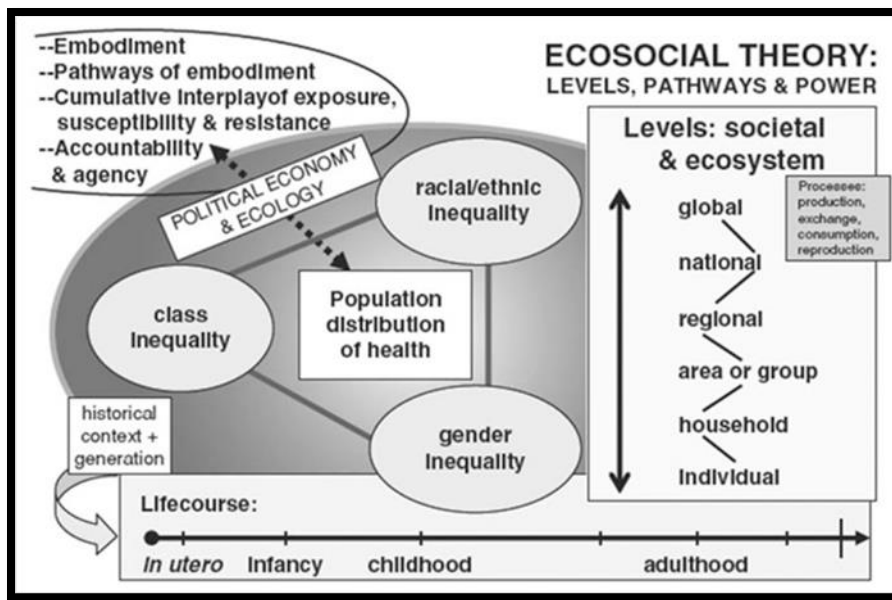 --Embodiment
--Pathways of embodiment
--Cumulative interplayof exposure,
susceptibility & resistance
--Accountability
& agency
ECOSOCIAL THEORY:
LEVELS, PATHWAYS & POWER
POLITICAL ECONOMY
& ECOLOGY
racial/ethnic
inequality
class
inequality
Population
distribution
of health
gender
inequality
historical
context +
generation
Levels: societal
& ecosystem
Processes:
production,
exchange,
consumption,
reproduction
global
national
regional
area or group
household
individual
Lifecourse:
in utero infancy childhood adulthood